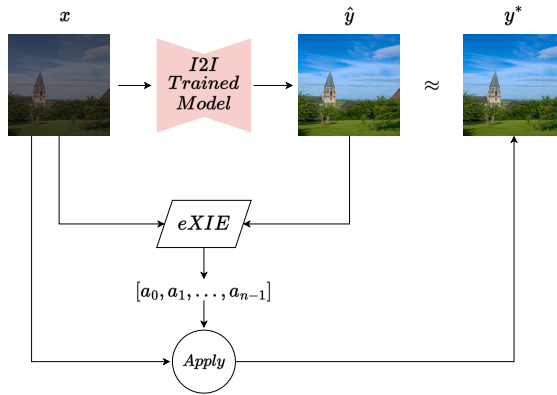 x
ŷ
y*
I2I
Trained
Model
≈
eXIE
[a₀, a₁, . . . , aₙ₋₁]
Apply